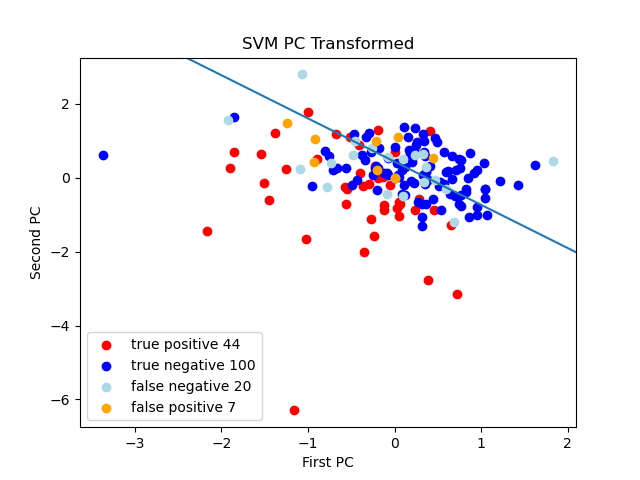 SVM PC Transformed
Second PC
2
0
−2
−4
−6
true positive 44
true negative 100
false negative 20
false positive 7
−3
−2
−1
0
1
2
First PC